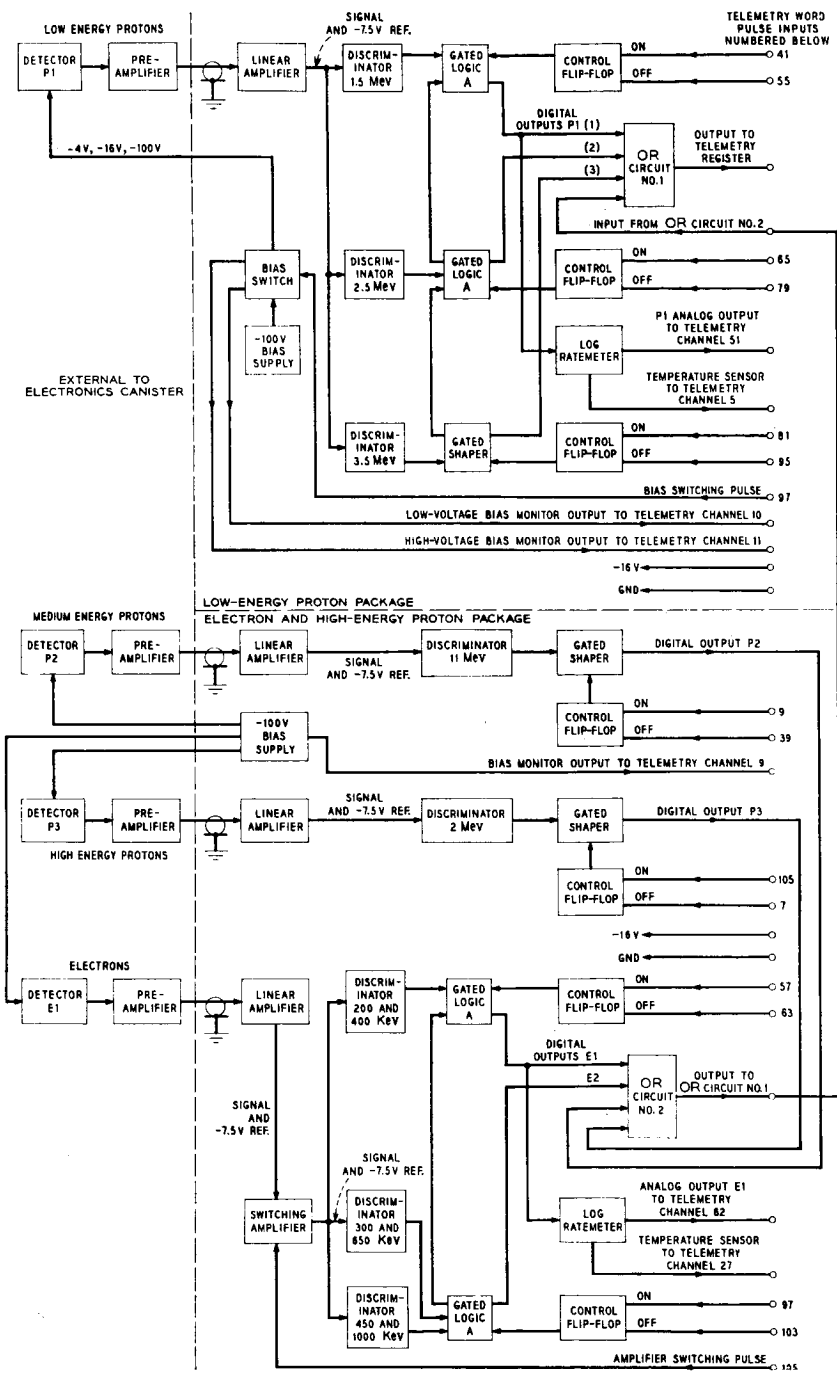 LOW ENERGY PROTONS
SIGNAL
AND -7.5V REF.
TELEMETRY WORD
PULSE INPUTS
NUMBERED BELOW
DETECTOR
P1
PRE-
AMPLIFIER
LINEAR
AMPLIFIER
DISCRIM-
INATOR
1.5 MeV
GATED
LOGIC
A
CONTROL
FLIP-FLOP
ON
41
OFF
55
-4V, -16V, -100V
DIGITAL
OUTPUTS P1 (1)
(2)
(3)
OR
CIRCUIT
NO.1
OUTPUT TO
TELEMETRY
REGISTER
INPUT FROM OR CIRCUIT NO.2
BIAS
SWITCH
DISCRIM-
INATOR
2.5 MeV
GATED
LOGIC
A
CONTROL
FLIP-FLOP
ON
65
OFF
79
-100V
BIAS
SUPPLY
P1 ANALOG OUTPUT
TO TELEMETRY
CHANNEL 51
LOG
RATEMETER
TEMPERATURE SENSOR
TO TELEMETRY
CHANNEL 5
EXTERNAL TO
ELECTRONICS CANISTER
DISCRIM-
INATOR
3.5 MeV
GATED
SHAPER
CONTROL
FLIP-FLOP
ON
81
OFF
95
BIAS SWITCHING PULSE
97
LOW-VOLTAGE BIAS MONITOR OUTPUT TO TELEMETRY CHANNEL 10
HIGH-VOLTAGE BIAS MONITOR OUTPUT TO TELEMETRY CHANNEL 11
-16 V
GND
LOW-ENERGY PROTON PACKAGE
ELECTRON AND HIGH-ENERGY PROTON PACKAGE
MEDIUM ENERGY PROTONS
DETECTOR
P2
PRE-
AMPLIFIER
LINEAR
AMPLIFIER
SIGNAL
AND -7.5V REF.
DISCRIMINATOR
11 MeV
GATED
SHAPER
DIGITAL OUTPUT P2
CONTROL
FLIP-FLOP
ON
9
OFF
39
-100V
BIAS
SUPPLY
BIAS MONITOR OUTPUT TO TELEMETRY CHANNEL 9
DETECTOR
P3
PRE-
AMPLIFIER
HIGH ENERGY PROTONS
LINEAR
AMPLIFIER
SIGNAL
AND -7.5V REF.
DISCRIMINATOR
2 MeV
GATED
SHAPER
DIGITAL OUTPUT P3
CONTROL
FLIP-FLOP
ON
105
OFF
7
-16 V
GND
ELECTRONS
DETECTOR
E1
PRE-
AMPLIFIER
LINEAR
AMPLIFIER
DISCRIM-
INATOR
200 AND
400 KeV
GATED
LOGIC
A
CONTROL
FLIP-FLOP
ON
57
OFF
63
DIGITAL
OUTPUTS E1
E2
OR
CIRCUIT
NO. 2
OUTPUT TO
OR CIRCUIT NO.1
SIGNAL
AND
-7.5V REF.
SIGNAL
AND -7.5V REF.
SWITCHING
AMPLIFIER
DISCRIM-
INATOR
300 AND
650 KeV
ANALOG OUTPUT E1
TO TELEMETRY
CHANNEL 82
LOG
RATEMETER
TEMPERATURE SENSOR
TO TELEMETRY
CHANNEL 27
DISCRIM-
INATOR
450 AND
1000 KeV
GATED
LOGIC
A
CONTROL
FLIP-FLOP
ON
97
OFF
103
AMPLIFIER SWITCHING PULSE